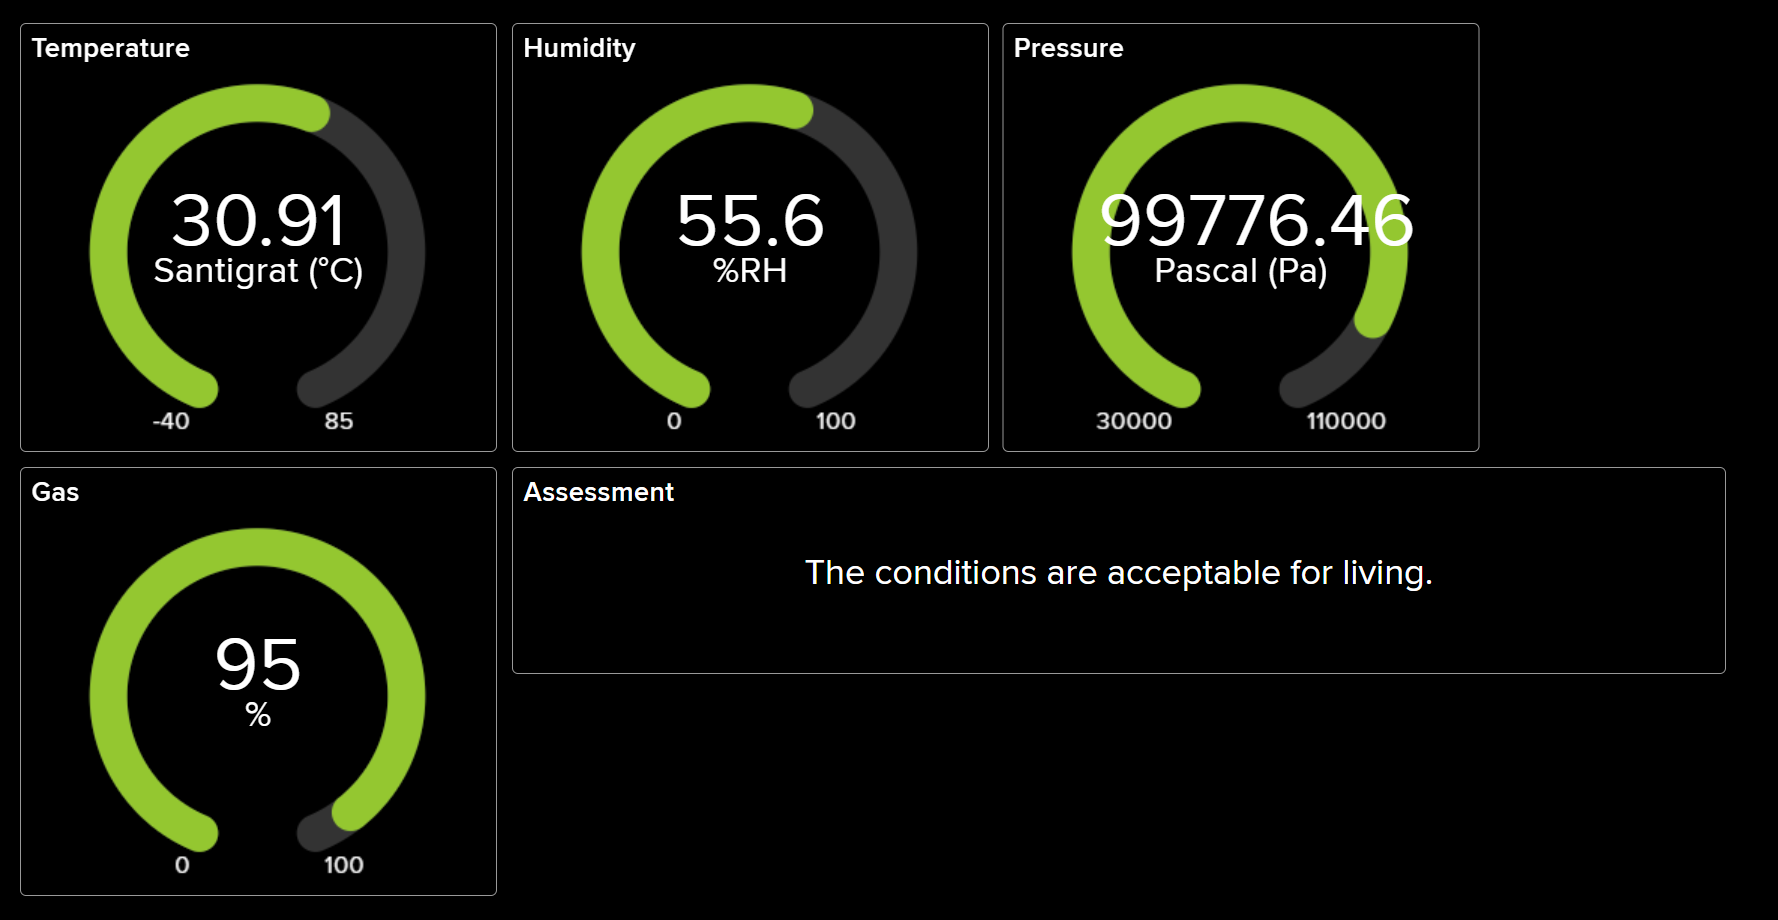 Temperature
30.91
Santigrat (°C)
-40 85
Humidity
55.6
%RH
0 100
Pressure
99776.46
Pascal (Pa)
30000 110000
Gas
95
%
0 100
Assessment
The conditions are acceptable for living.